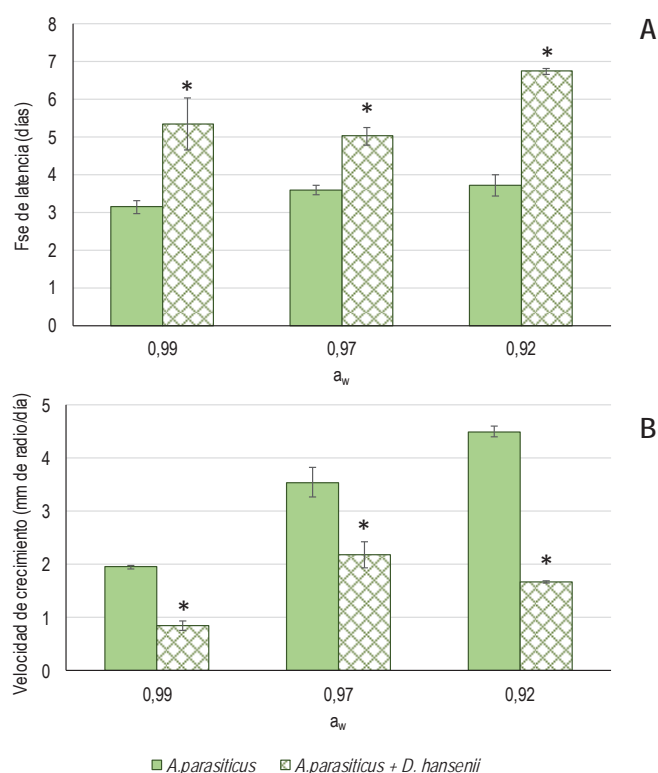 A
8
*
7
*
*
6
5
4
3
2
1
0
Fse de latencia (días)
0,99 0,97 0,92
a_w
B
5
4
*
3
*
2
*
1
0
Velocidad de crecimiento (mm de radio/día)
0,99 0,97 0,92
a_w
A.parasiticus A.parasiticus + D. hansenii